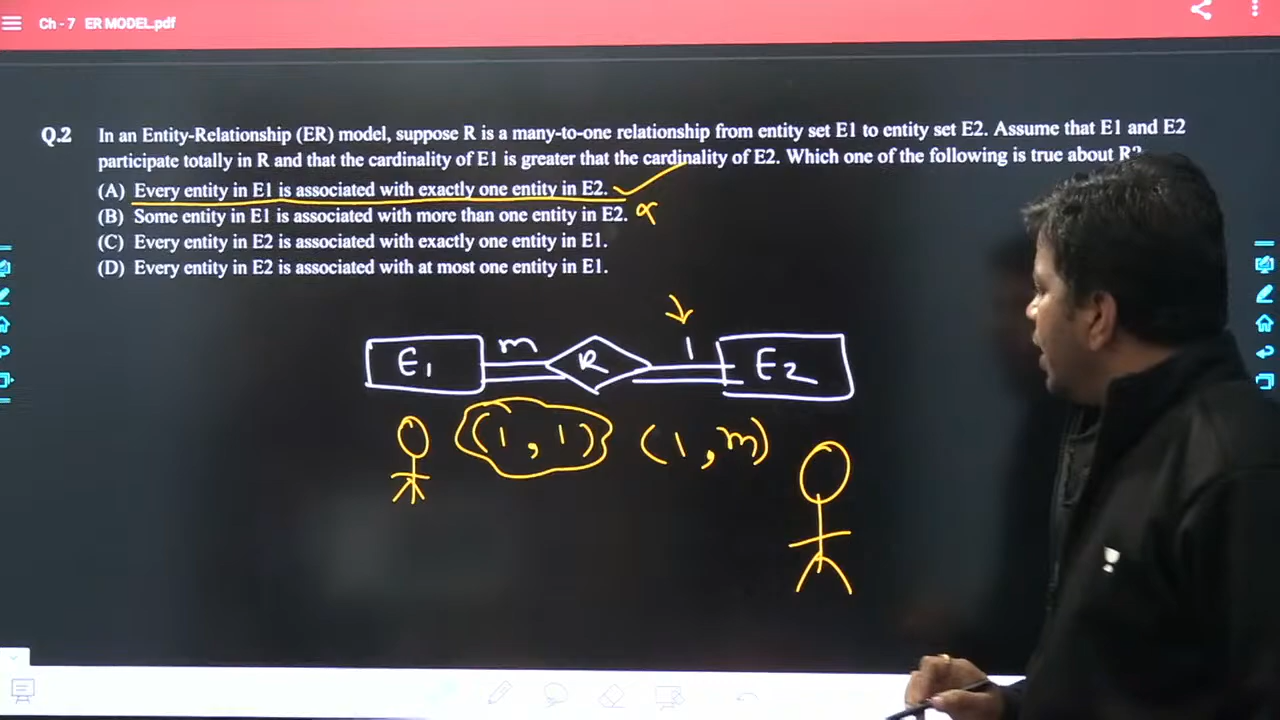 Ch - 7 ER MODEL.pdf
Q.2 In an Entity-Relationship (ER) model, suppose R is a many-to-one relationship from entity set E1 to entity set E2. Assume that E1 and E2
participate totally in R and that the cardinality of E1 is greater that the cardinality of E2. Which one of the following is true about R?
(A) Every entity in E1 is associated with exactly one entity in E2.
(B) Some entity in E1 is associated with more than one entity in E2.
(C) Every entity in E2 is associated with exactly one entity in E1.
(D) Every entity in E2 is associated with at most one entity in E1.
E1 m R 1 E2
(1,1) (1,m)